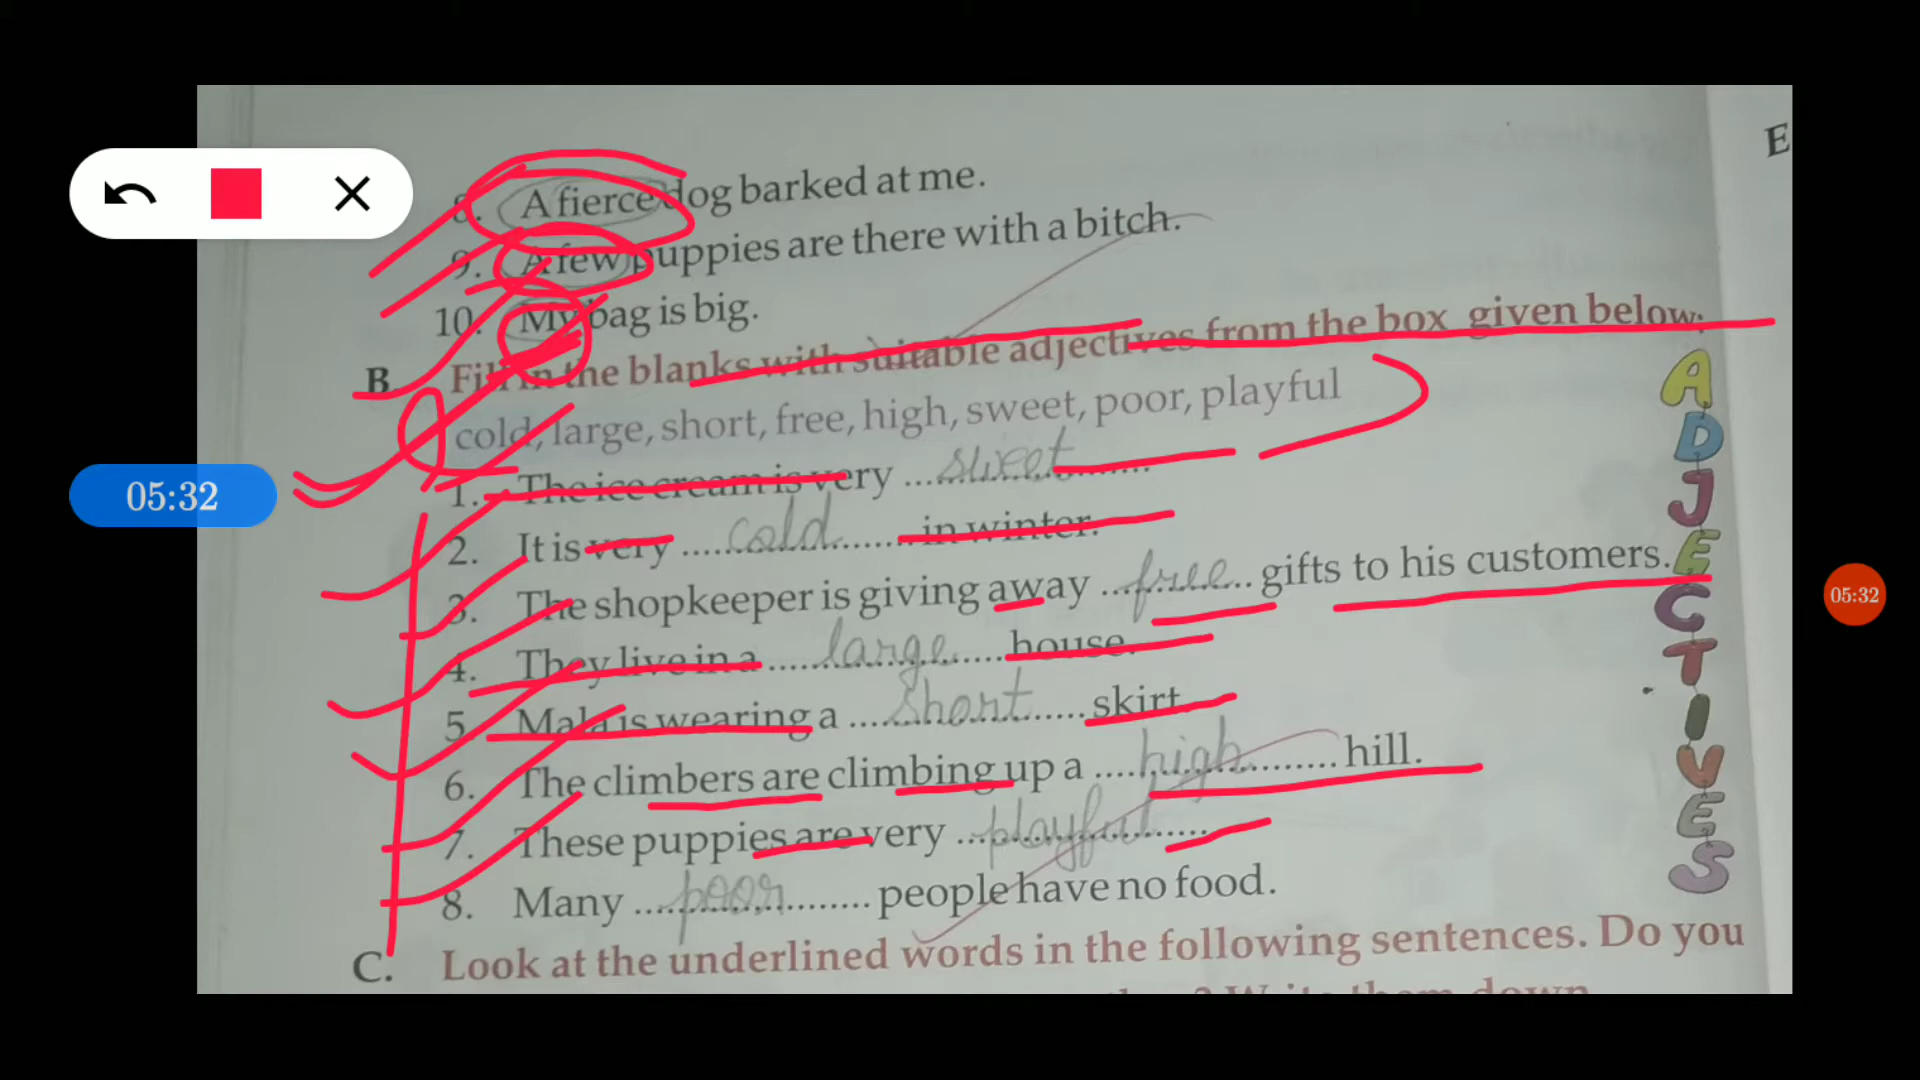 E
8. A fierce dog barked at me.
9. A few puppies are there with a bitch.
10. My bag is big.
B. Fill in the blanks with suitable adjectives from the box given below:
cold, large, short, free, high, sweet, poor, playful
1. The ice cream is very ...sweet...
2. It is very ...cold... in winter.
3. The shopkeeper is giving away ...free... gifts to his customers.
4. They live in a ...large... house.
5. Mala is wearing a ...short... skirt.
6. The climbers are climbing up a ...high... hill.
7. These puppies are very ...playful...
8. Many ...poor... people have no food.
C. Look at the underlined words in the following sentences. Do you
ADJECTIVES
05:32
05:32